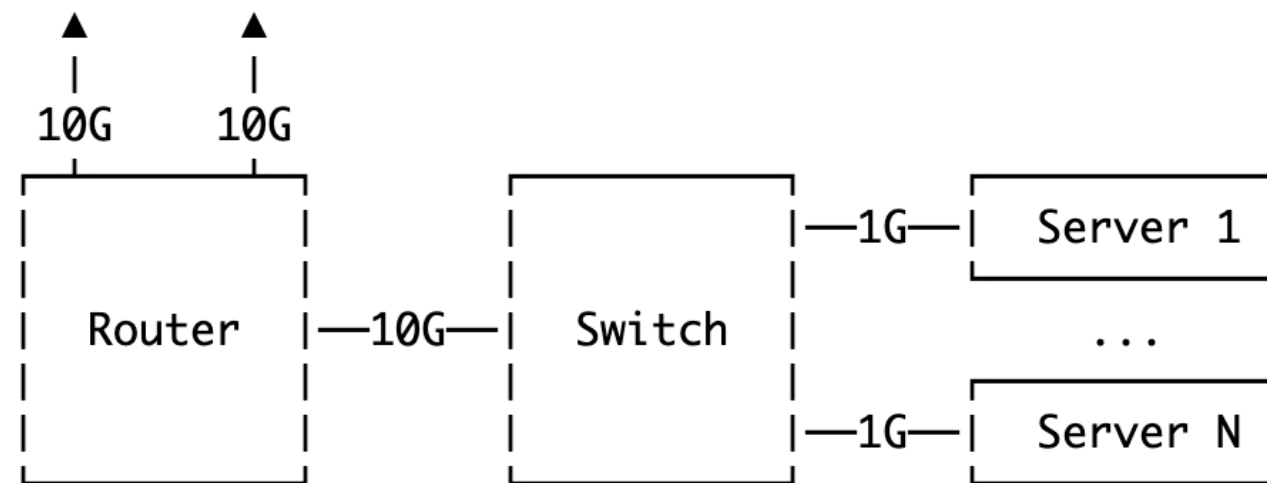 10G 10G
1G Server 1
Router 10G Switch ...
1G Server N